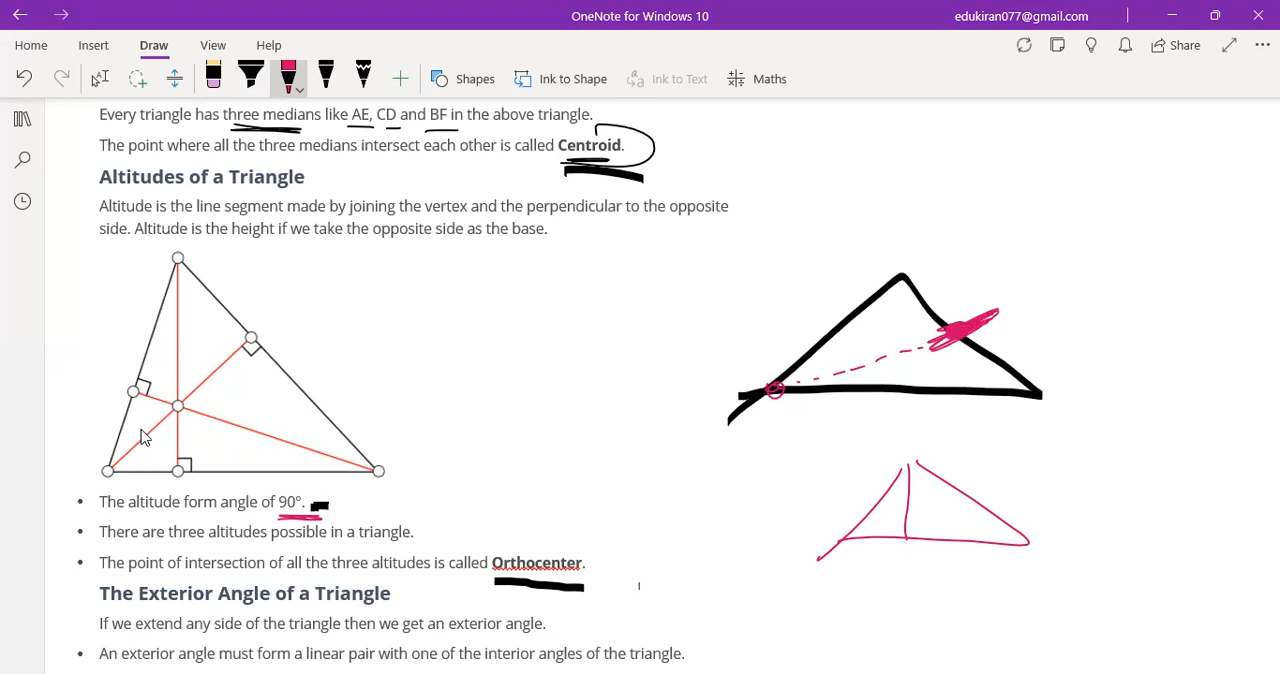 OneNote for Windows 10
edukiran077@gmail.com
Home Insert Draw View Help
Share
Shapes Ink to Shape Ink to Text Maths
Every triangle has three medians like AE, CD and BF in the above triangle.
The point where all the three medians intersect each other is called Centroid.
Altitudes of a Triangle
Altitude is the line segment made by joining the vertex and the perpendicular to the opposite
side. Altitude is the height if we take the opposite side as the base.
• The altitude form angle of 90°.
• There are three altitudes possible in a triangle.
• The point of intersection of all the three altitudes is called Orthocenter.
The Exterior Angle of a Triangle
If we extend any side of the triangle then we get an exterior angle.
• An exterior angle must form a linear pair with one of the interior angles of the triangle.